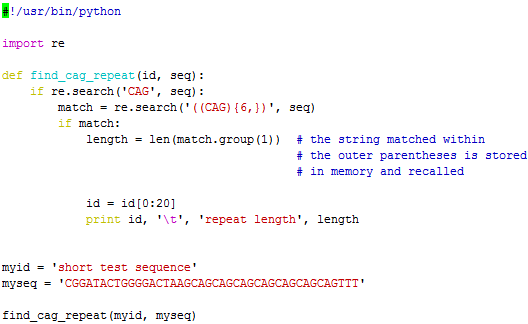 #!/usr/bin/python
import re
def find_cag_repeat(id, seq):
    if re.search('CAG', seq):
        match = re.search('((CAG){6,})', seq)
        if match:
            length = len(match.group(1))  # the string matched within
                                          # the outer parentheses is stored
                                          # in memory and recalled
            id = id[0:20]
            print id, '\t', 'repeat length', length
myid = 'short test sequence'
myseq = 'CGGATACTGGGGACTAAGCAGCAGCAGCAGCAGCAGCAGTTT'
find_cag_repeat(myid, myseq)